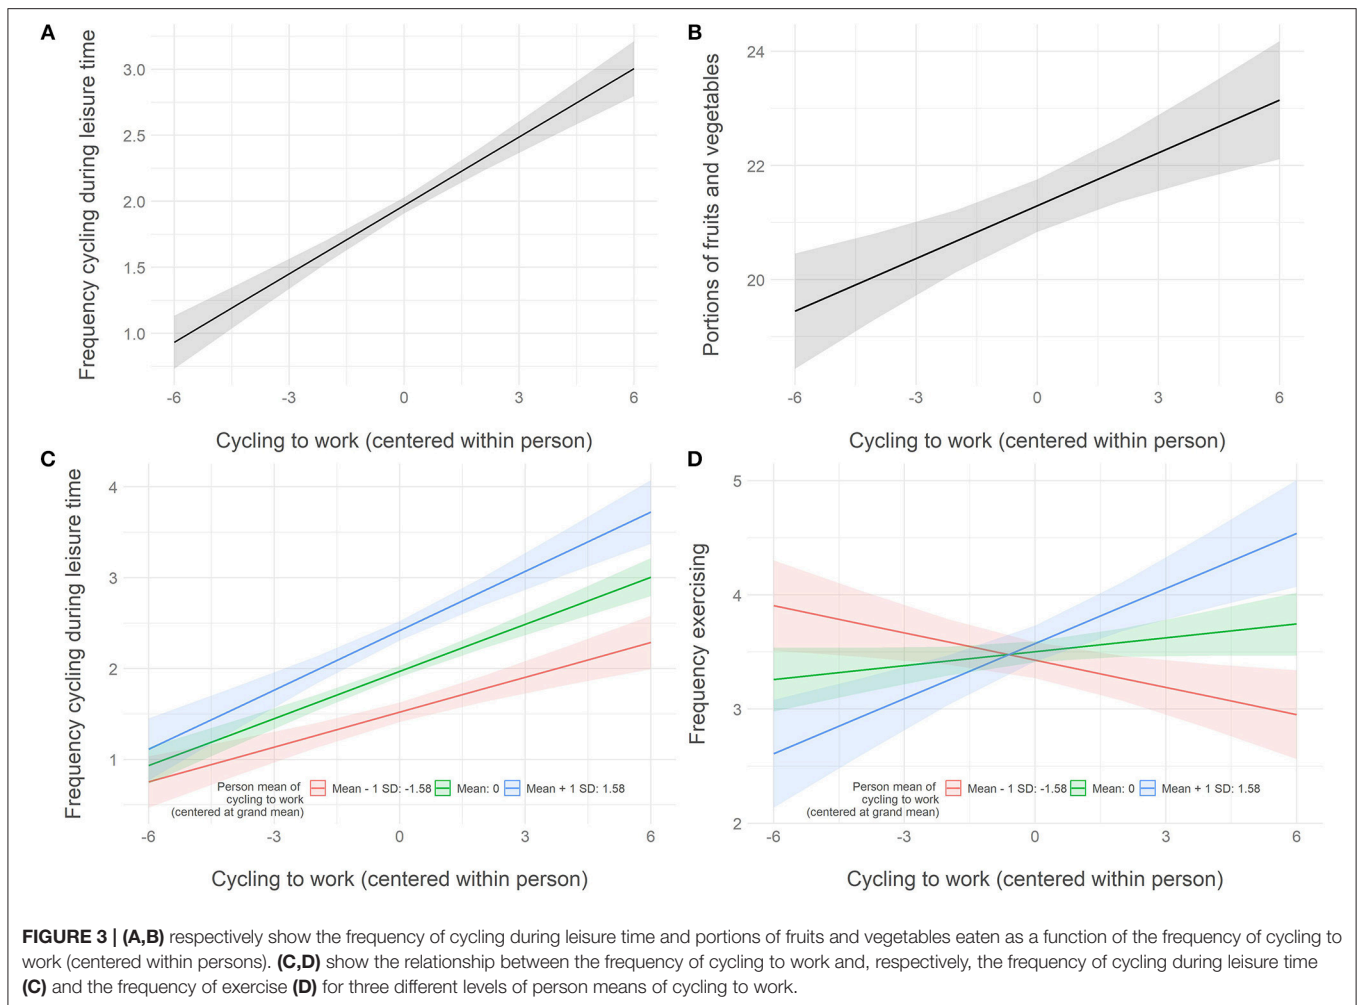 A
Frequency cycling during leisure time
3.0
2.5
2.0
1.5
1.0
-6 -3 0 3 6
Cycling to work (centered within person)
B
Portions of fruits and vegetables
24
22
20
-6 -3 0 3 6
Cycling to work (centered within person)
C
Frequency cycling during leisure time
4
3
2
1
Person mean of
cycling to work
(centered at grand mean)
Mean - 1 SD: -1.58 Mean: 0 Mean + 1 SD: 1.58
-6 -3 0 3 6
Cycling to work (centered within person)
D
Frequency exercising
5
4
3
2
Person mean of
cycling to work
(centered at grand mean)
Mean - 1 SD: -1.58 Mean: 0 Mean + 1 SD: 1.58
-6 -3 0 3 6
Cycling to work (centered within person)
FIGURE 3 | (A,B) respectively show the frequency of cycling during leisure time and portions of fruits and vegetables eaten as a function of the frequency of cycling to
work (centered within persons). (C,D) show the relationship between the frequency of cycling to work and, respectively, the frequency of cycling during leisure time
(C) and the frequency of exercise (D) for three different levels of person means of cycling to work.